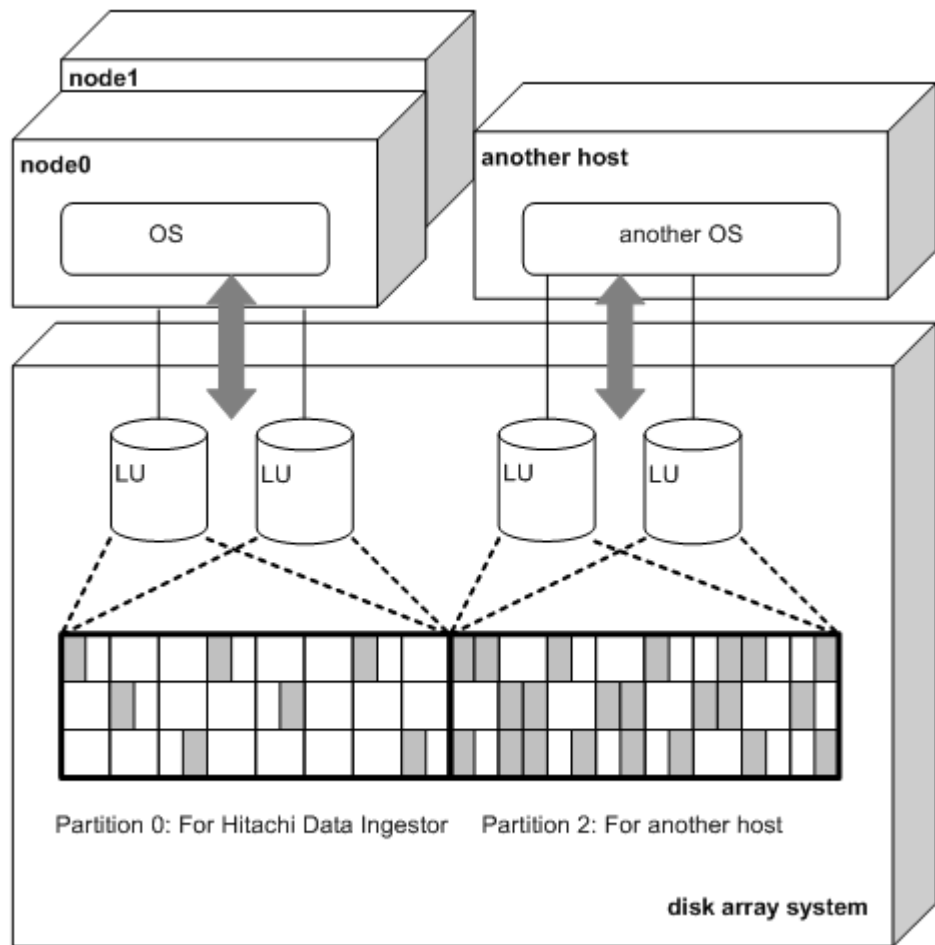 node1
node0
another host
OS
another OS
LU
LU
LU
LU
Partition 0: For Hitachi Data Ingestor
Partition 2: For another host
disk array system